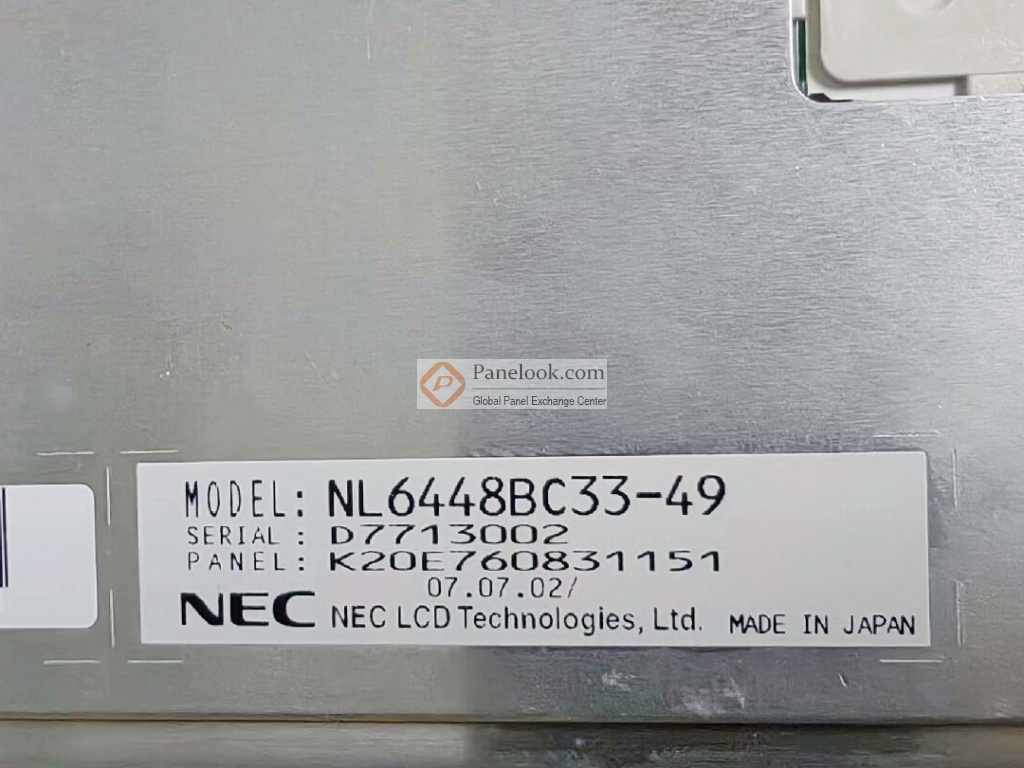 Panelook.com
Global Panel Exchange Center
MODEL: NL6448BC33-49
SERIAL : D7713002
PANEL: K20E760831151
07.07.02/
NEC NEC LCD Technologies, Ltd. MADE IN JAPAN